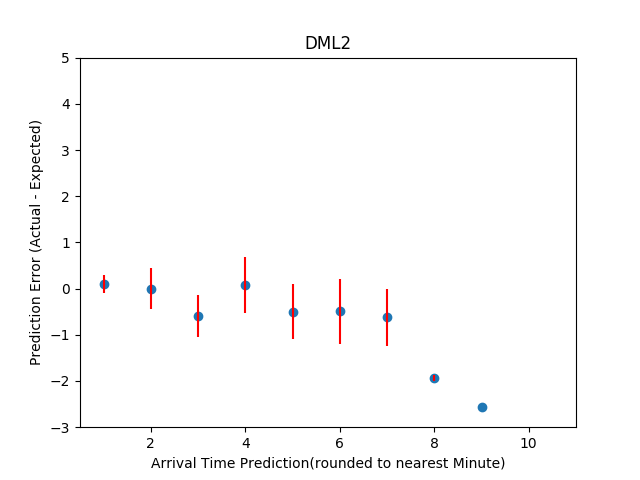 DML2
5
4
3
2
1
0
−1
−2
−3
Prediction Error (Actual - Expected)
2 4 6 8 10
Arrival Time Prediction(rounded to nearest Minute)